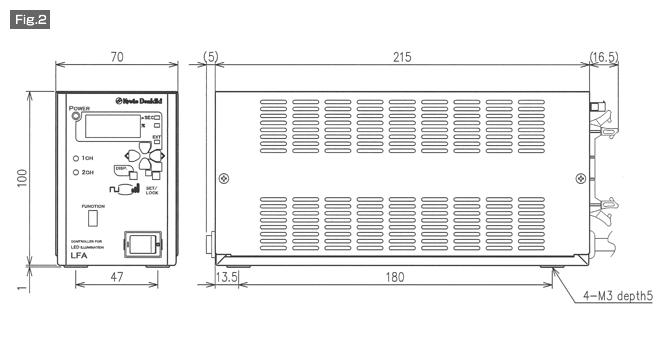 Fig.2
70
(5)
215
(16.5)
100
1
Kyoto Denkiki
POWER
×SEC
%
EXT
1CH
2CH
DISP.
SET/
LOCK
FUNCTION
CONTROLLER FOR
LED ILLUMINATION
LFA
47
13.5
180
4-M3 depth5